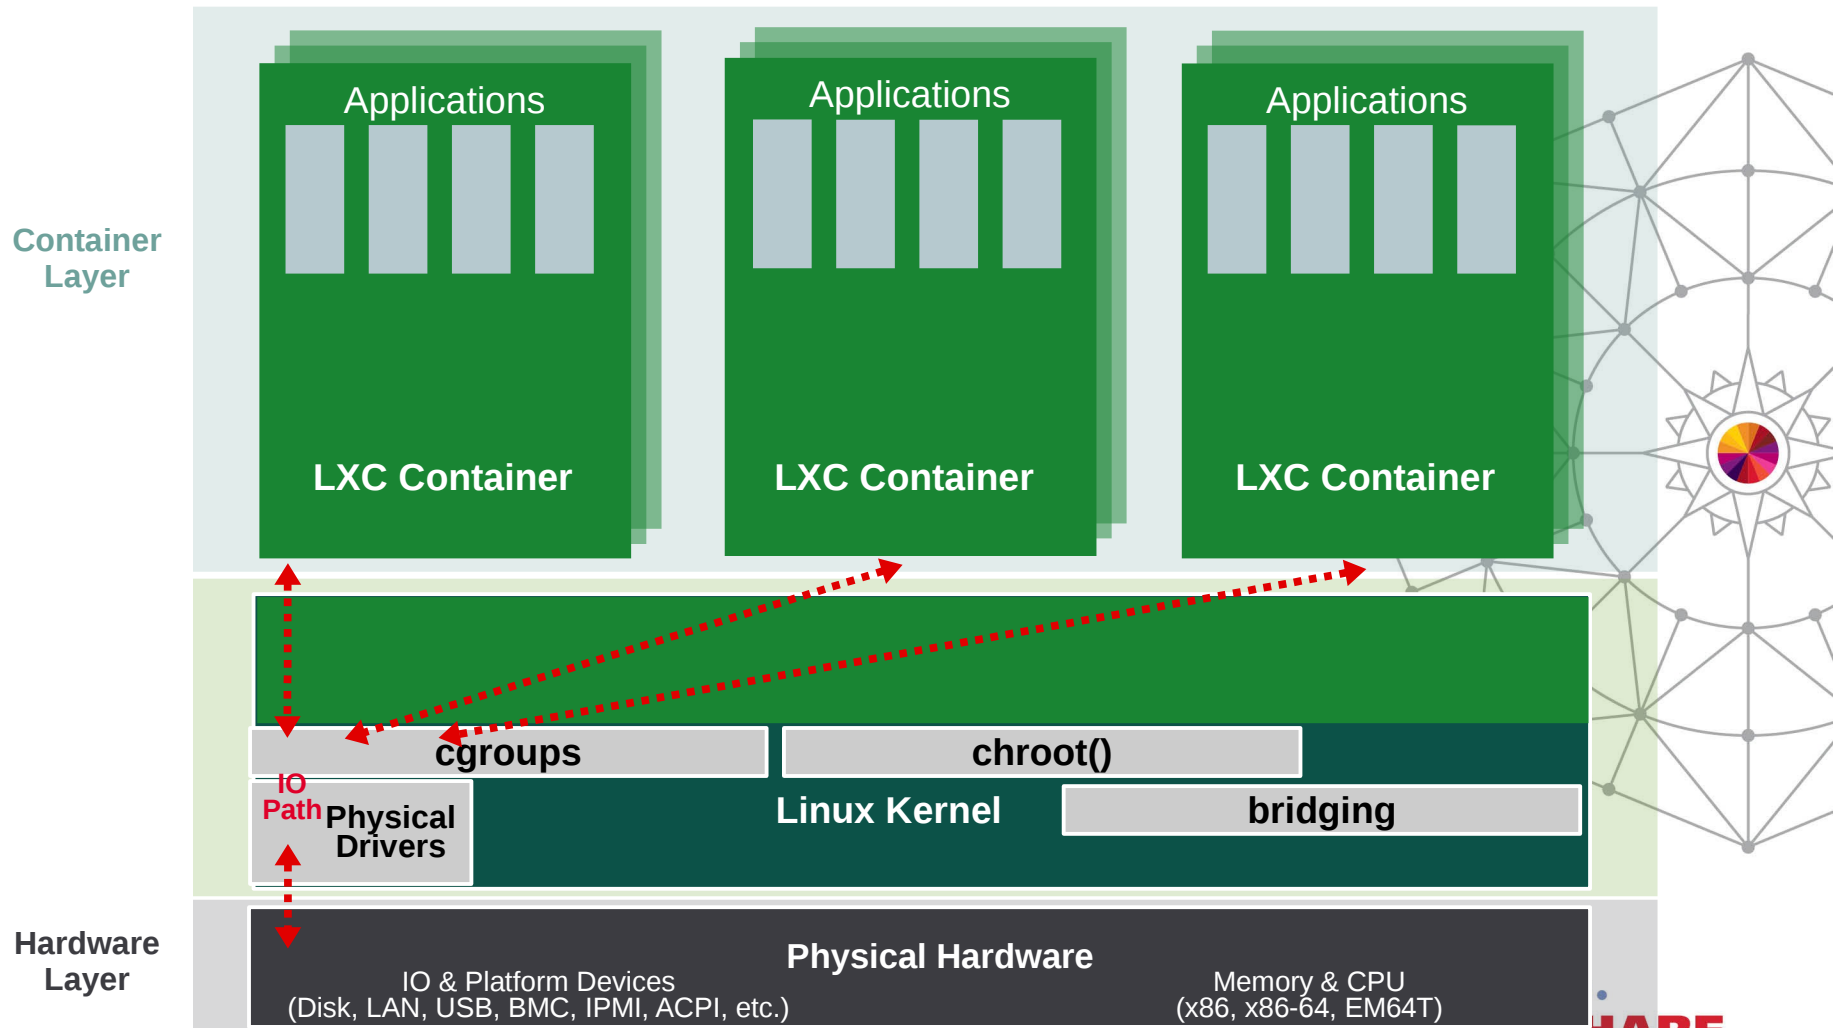 Applications
Applications
Applications
Container
Layer
LXC Container
LXC Container
LXC Container
cgroups
chroot()
IO
Path
Physical
Drivers
Linux Kernel
bridging
Hardware
Layer
Physical Hardware
IO & Platform Devices
(Disk, LAN, USB, BMC, IPMI, ACPI, etc.)
Memory & CPU
(x86, x86-64, EM64T)